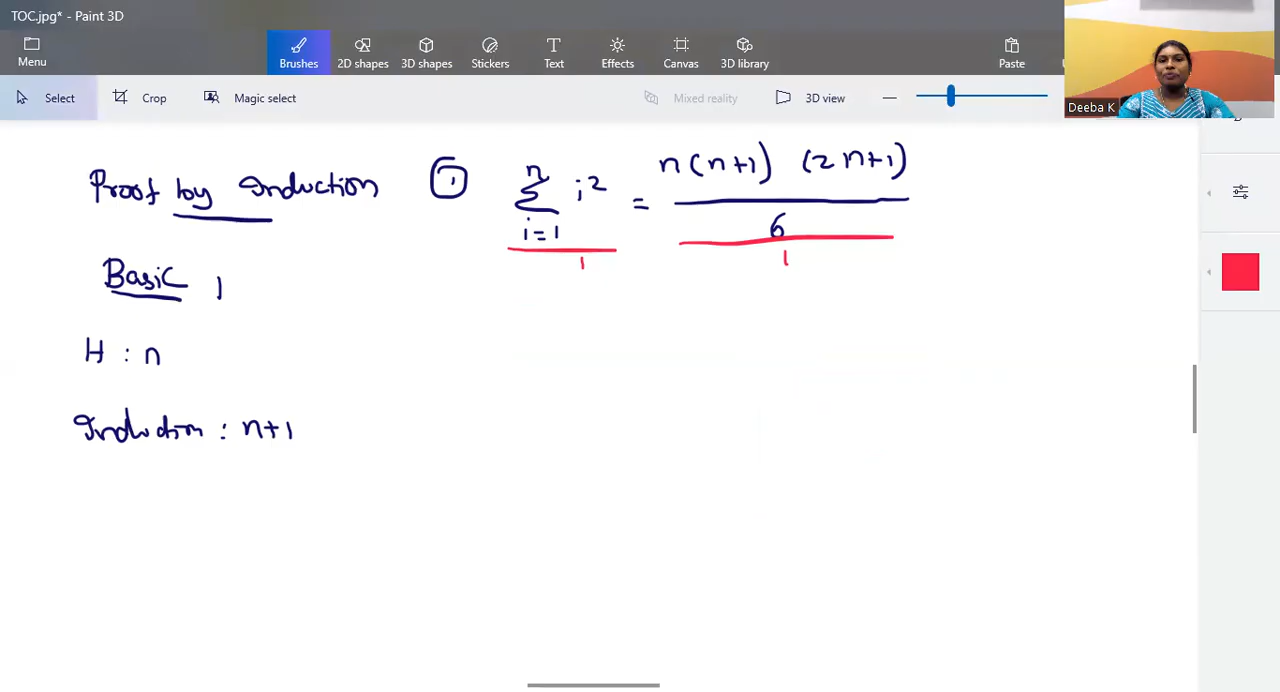 TOC.jpg* - Paint 3D
Menu
Brushes 2D shapes 3D shapes Stickers Text Effects Canvas 3D library Paste
Select Crop Magic select Mixed reality 3D view
Deeba K
Proof by Induction ① n∑i=1 i² = n(n+1) (2n+1) / 6
1 1
Basic 1
H : n
Induction : n+1